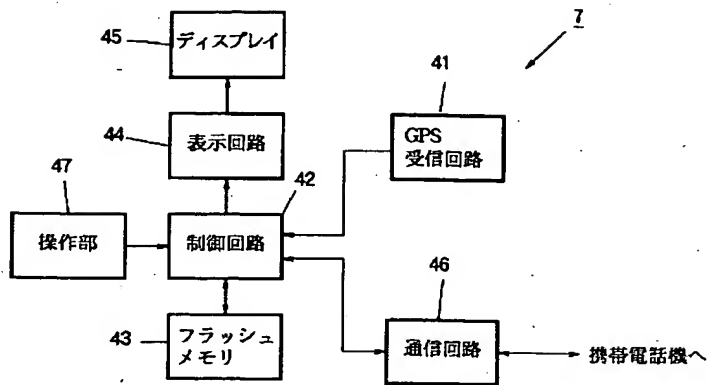 7
45
ディスプレイ
41
44
表示回路
GPS
受信回路
47
42
操作部
制御回路
46
43
フラッシュ
メモリ
通信回路
携帯電話機へ